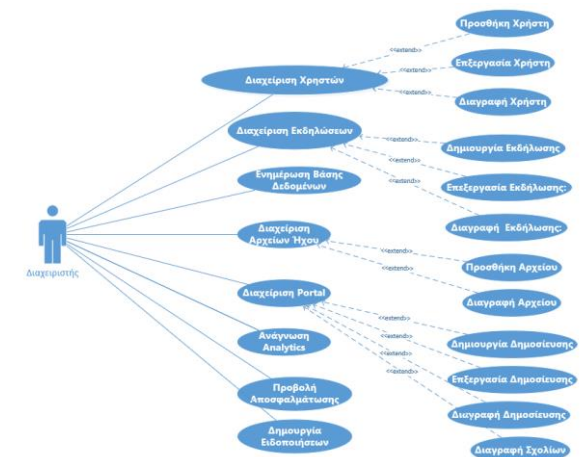 Προσθήκη Χρήστη
<<extend>>
Επεξεργασία Χρήστη
Διαχείριση Χρηστών
<<extend>>
<<extend>>
Διαγραφή Χρήστη
Διαχείριση Εκδηλώσεων
<<extend>>
Δημιουργία Εκδήλωσης
<<extend>>
Ενημέρωση Βάσης
Δεδομένων
<<extend>>
Επεξεργασία Εκδήλωσης:
Διαγραφή Εκδήλωσης:
Διαχείριση
Αρχείων Ήχου
<<extend>>
Προσθήκη Αρχείου
<<extend>>
Διαχειριστής
Διαχείριση Portal
Διαγραφή Αρχείου
<<extend>>
Ανάγνωση
Analytics
<<extend>>
Δημιουργία Δημοσίευσης
<<extend>>
<<extend>>
Επεξεργασία Δημοσίευσης
Προβολή
Αποσφαλμάτωσης
Διαγραφή Δημοσίευσης
Δημουργία
Ειδοποιήσεων
Διαγραφή Σχολίων